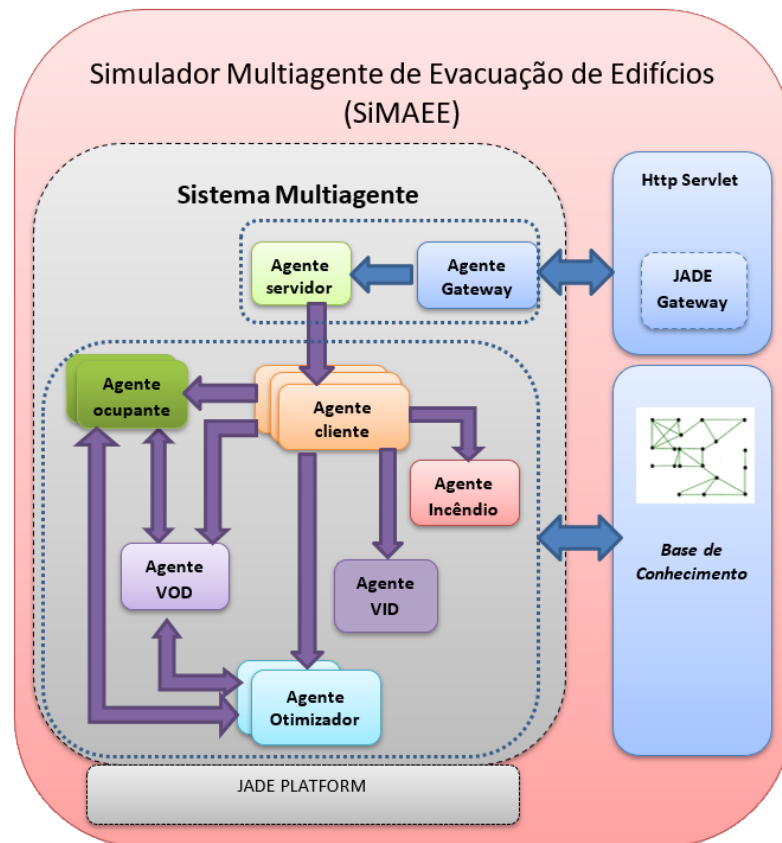 Simulador Multiagente de Evacuação de Edifícios
(SiMAEE)
Sistema Multiagente
Http Servlet
Agente
servidor
Agente
Gateway
JADE
Gateway
Agente
ocupante
Agente
cliente
Agente
Incêndio
Agente
VOD
Agente
VID
Base de
Conhecimento
Agente
Otimizador
JADE PLATFORM